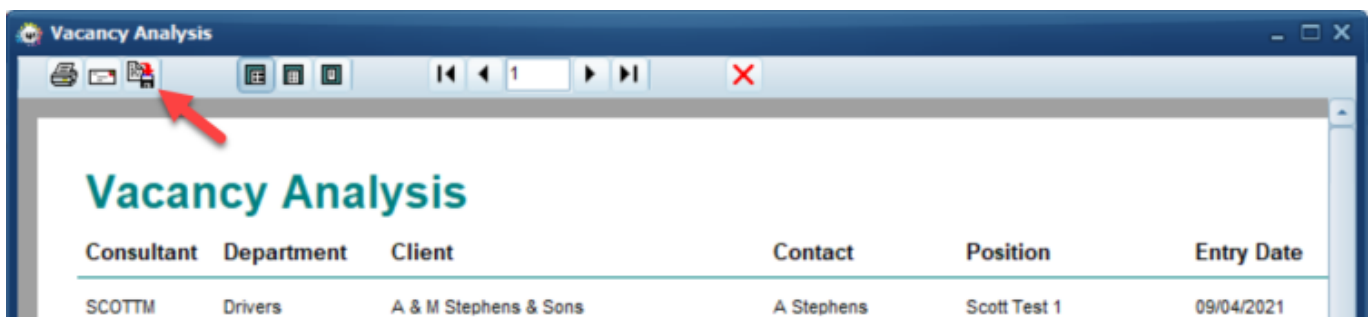 Vacancy Analysis
1
Vacancy Analysis
Consultant Department Client Contact Position Entry Date
SCOTTM Drivers A & M Stephens & Sons A Stephens Scott Test 1 09/04/2021